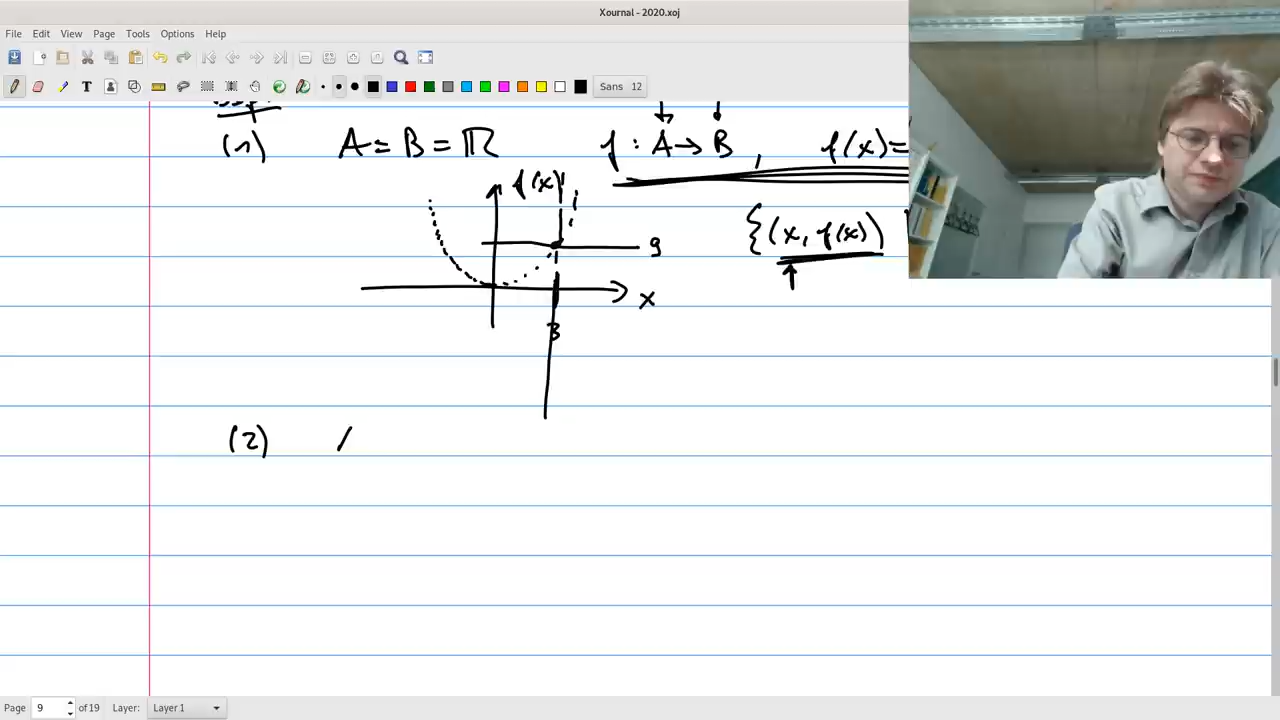 Xournal - 2020.xoj
File Edit View Page Tools Options Help
Sans 12
(1) A = B = ℝ f : A → B , f(x)=
f(x)
{(x, f(x))
9
x
3
(2)
Page 9 of 19 Layer: Layer 1